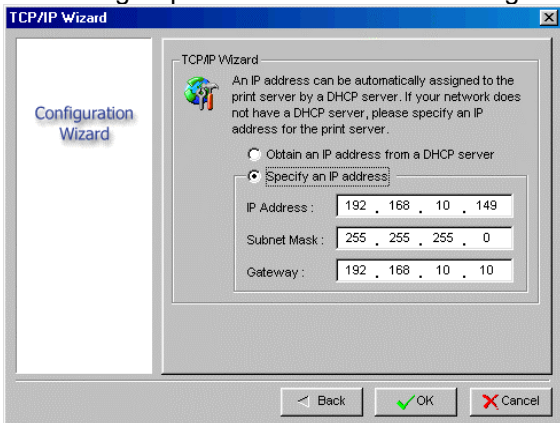 TCP/IP Wizard
Configuration
Wizard
TCP/IP Wizard
An IP address can be automatically assigned to the
print server by a DHCP server. If your network does
not have a DHCP server, please specify an IP
address for the print server.
Obtain an IP address from a DHCP server
Specify an IP address
IP Address : 192 . 168 . 10 . 149
Subnet Mask : 255 . 255 . 255 . 0
Gateway : 192 . 168 . 10 . 10
< Back OK Cancel